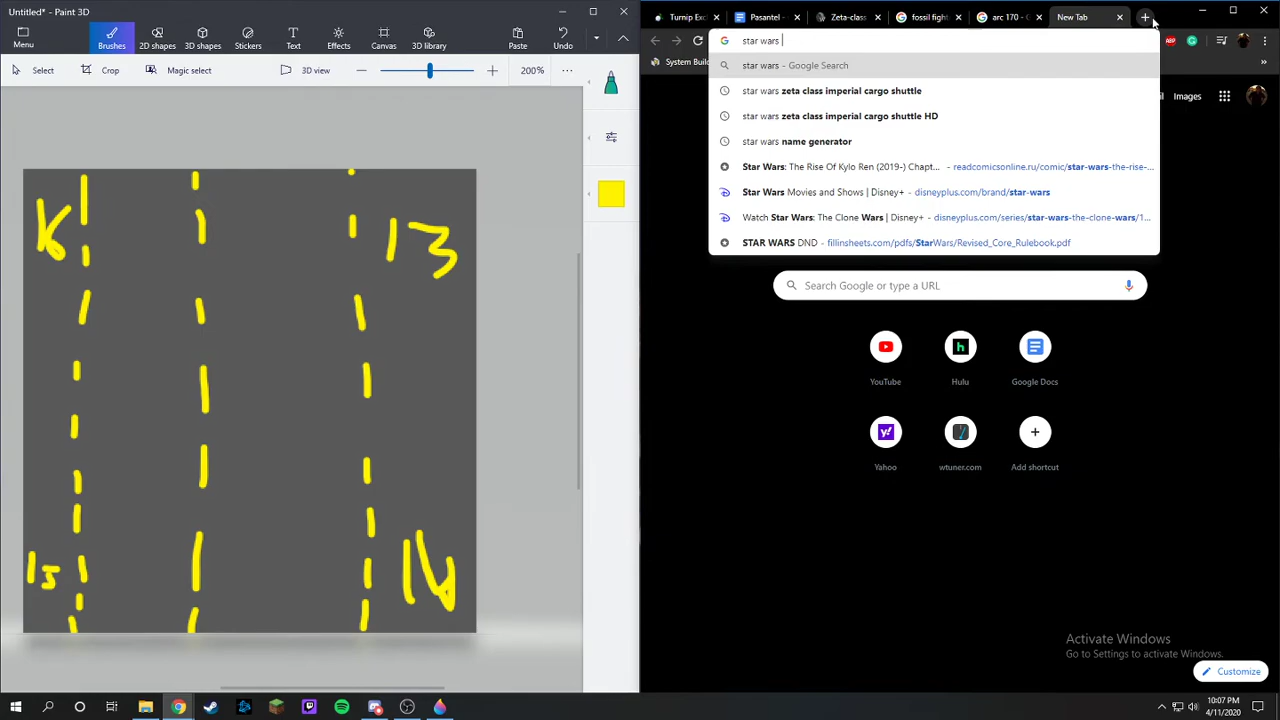 Untitled* - Paint 3D
Menu
Brushes
2D shapes
3D shapes
Stickers
Text
Effects
Canvas
3D library
Paste
Undo
Select
Crop
Magic select
3D view
200%
K
13
15
14
Turnip Exc
Pasantel -
Zeta-class
fossil fight
arc 170 - G
New Tab
star wars
System Build
Images
star wars – Google Search
star wars zeta class imperial cargo shuttle
star wars zeta class imperial cargo shuttle HD
star wars name generator
Star Wars: The Rise Of Kylo Ren (2019-) Chapt... - readcomicsonline.ru/comic/star-wars-the-rise-...
Star Wars Movies and Shows | Disney+ - disneyplus.com/brand/star-wars
Watch Star Wars: The Clone Wars | Disney+ - disneyplus.com/series/star-wars-the-clone-wars/1...
STAR WARS DND - fillinsheets.com/pdfs/StarWars/Revised_Core_Rulebook.pdf
Search Google or type a URL
YouTube
Hulu
Google Docs
Yahoo
wtuner.com
Add shortcut
Activate Windows
Go to Settings to activate Windows.
Customize
10:07 PM
4/11/2020